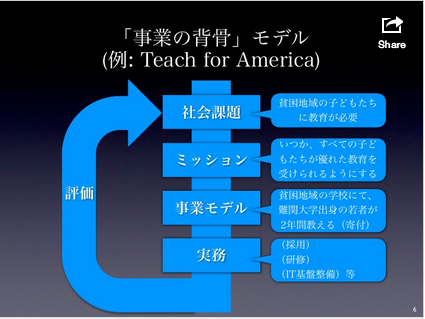 「事業の背骨」モデル
(例: Teach for America)
Share
社会課題
貧困地域の子どもたち
に教育が必要
ミッション
いつか、すべての子ど
もたちが優れた教育を
受けられるようにする
評価
事業モデル
貧困地域の学校にて、
難関大学出身の若者が
2年間教える（寄付）
実務
（採用）
（研修）
（IT基盤整備）等
6